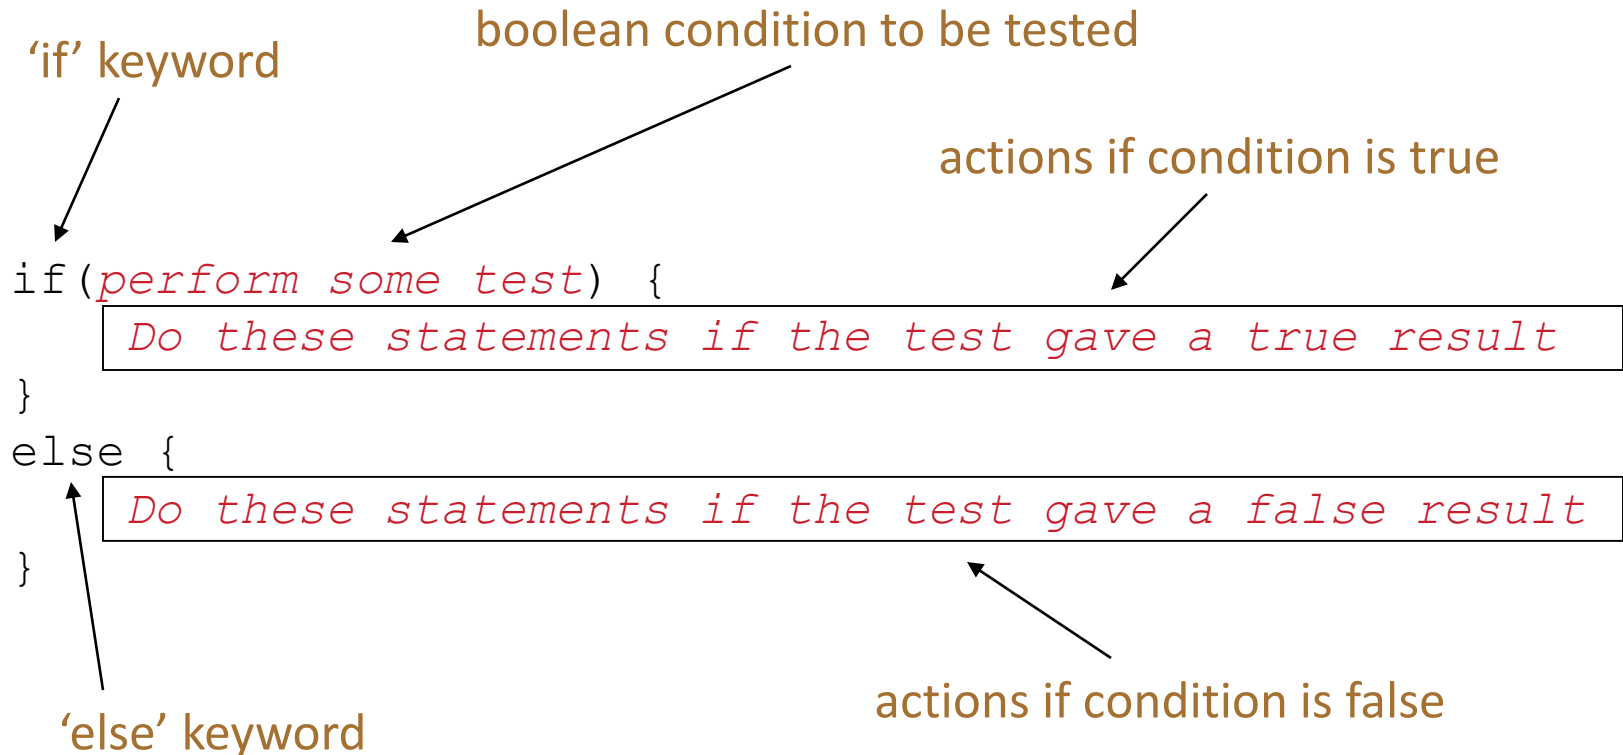 boolean condition to be tested
‘if’ keyword
actions if condition is true
if(perform some test) {
Do these statements if the test gave a true result
}
else {
Do these statements if the test gave a false result
}
actions if condition is false
‘else’ keyword